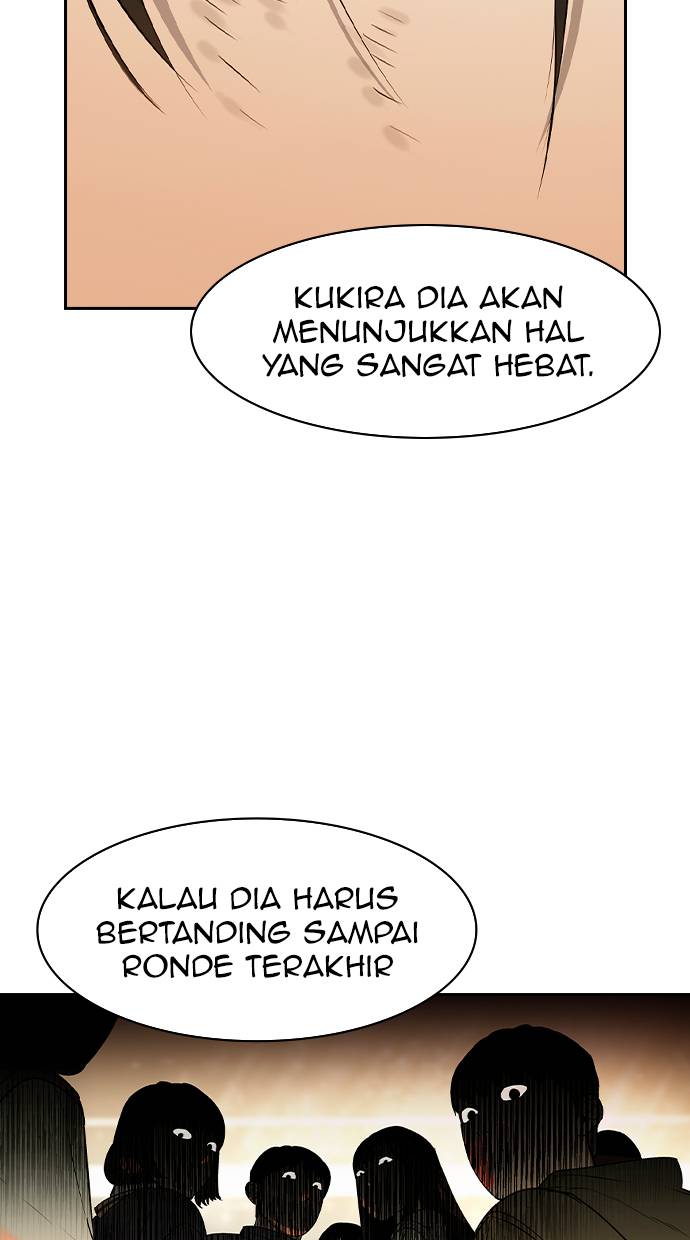 KUKIRA DIA AKAN
MENUNJUKKAN HAL
YANG SANGAT HEBAT.
KALAU DIA HARUS
BERTANDING SAMPAI
RONDE TERAKHIR